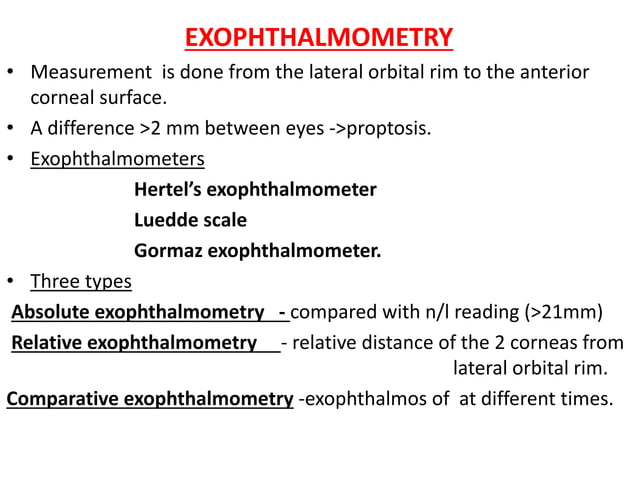 EXOPHTHALMOMETRY
• Measurement is done from the lateral orbital rim to the anterior
corneal surface.
• A difference >2 mm between eyes ->proptosis.
• Exophthalmometers
Hertel's exophthalmometer
Luedde scale
Gormaz exophthalmometer.
• Three types
Absolute exophthalmometry - compared with n/l reading (>21mm)
Relative exophthalmometry - relative distance of the 2 corneas from
lateral orbital rim.
Comparative exophthalmometry -exophthalmos of at different times.